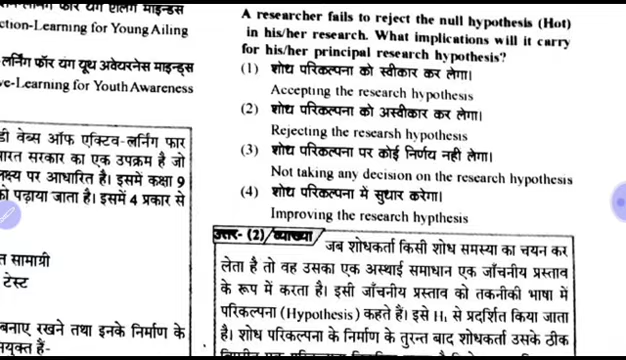 ction-Learning for Young Ailing
लर्निंग फॉर यंग यूथ अवेयरनेस माइन्ड्स
ve-Learning for Youth Awareness
डी वेब्स ऑफ एक्टिव-लर्निंग फार
भारत सरकार का एक उपक्रम है जो
लक्ष्य पर आधारित है। इसमें कक्षा 9
को पढ़ाया जाता है। इसमें 4 प्रकार से
त सामाग्री
टेस्ट
बनाए रखने तथा इनके निर्माण के
नयुक्त हैं-
A researcher fails to reject the null hypothesis (Hot)
in his/her research. What implications will it carry
for his/her principal research hypothesis?
(1) शोध परिकल्पना को स्वीकार कर लेगा।
Accepting the research hypothesis
(2) शोध परिकल्पना को अस्वीकार कर लेगा।
Rejecting the researsh hypothesis
(3) शोध परिकल्पना पर कोई निर्णय नही लेगा।
Not taking any decision on the research hypothesis
(4) शोध परिकल्पना में सुधार करेगा।
Improving the research hypthesis
उत्तर- (2)/व्याख्या/ जब शोधकर्ता किसी शोध समस्या का चयन कर
लेता है तो वह उसका एक अस्थाई समाधान एक जाँचनीय प्रस्ताव
के रूप में करता है। इसी जाँचनीय प्रस्ताव को तकनीकी भाषा में
परिकल्पना (Hypothesis) कहते हैं। इसे H₁ से प्रदर्शित किया जाता
है। शोध परिकल्पना के निर्माण के तुरन्त बाद शोधकर्ता उसके ठीक